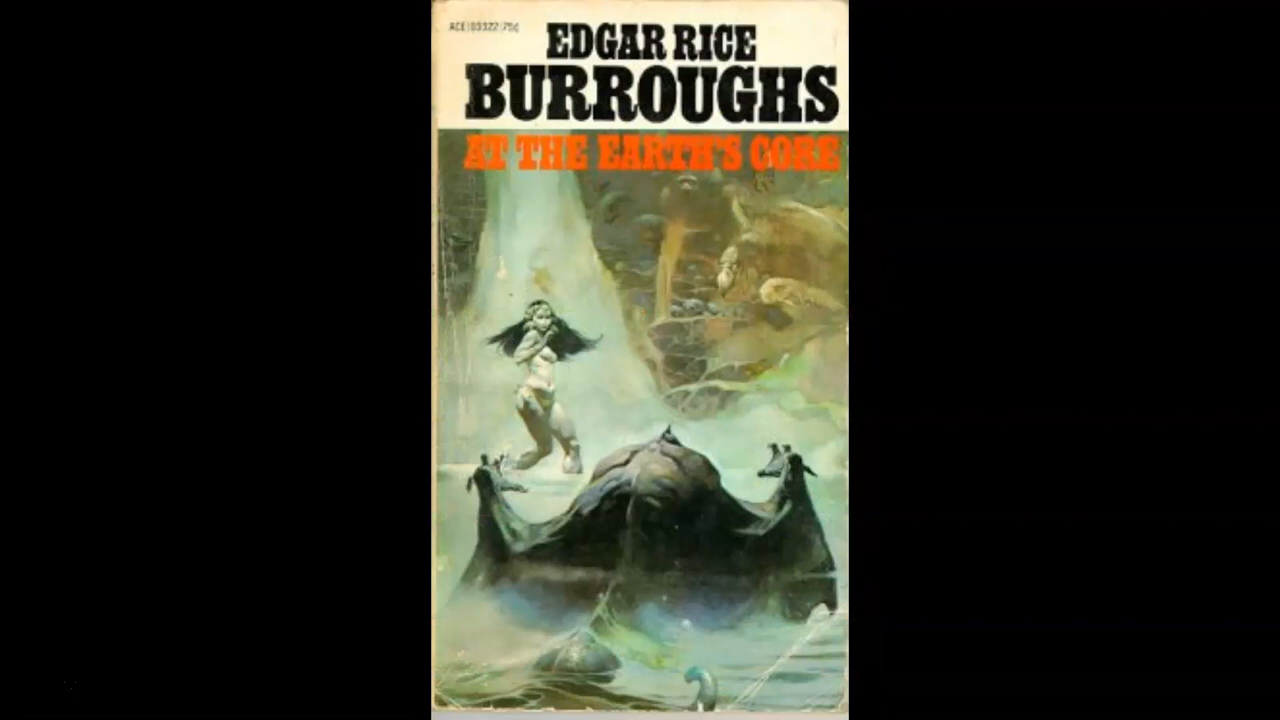 ACE|03322|75¢
EDGAR RICE
BURROUGHS
AT THE EARTH'S CORE